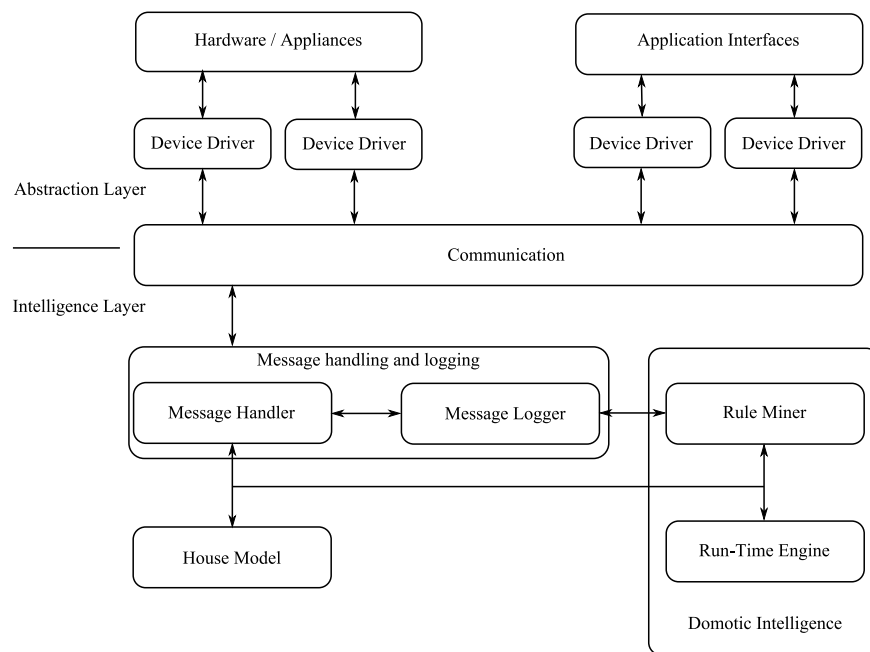 Hardware / Appliances
Application Interfaces
Device Driver
Device Driver
Device Driver
Device Driver
Abstraction Layer
Communication
Intelligence Layer
Message handling and logging
Message Handler
Message Logger
Rule Miner
House Model
Run-Time Engine
Domotic Intelligence